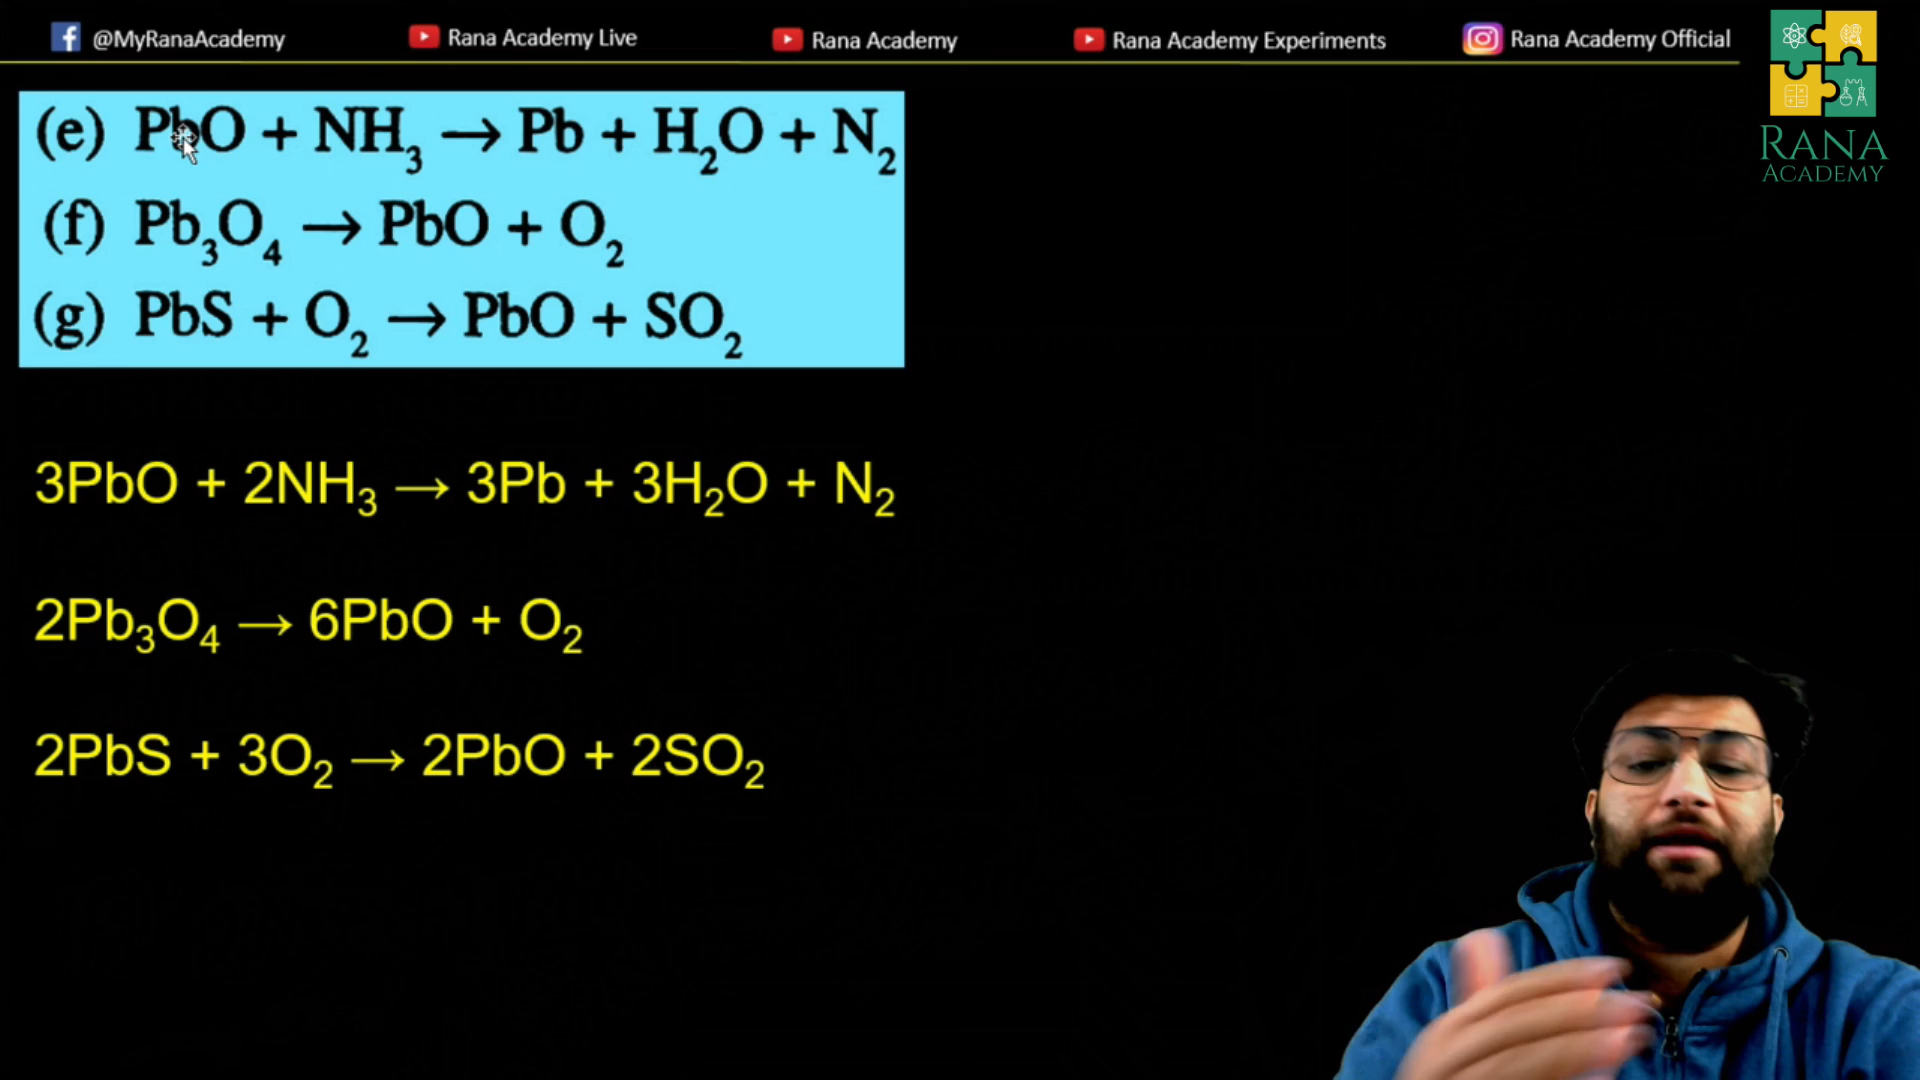 @MyRanaAcademy Rana Academy Live Rana Academy Rana Academy Experiments Rana Academy Official
RANA
ACADEMY
(e) PbO + NH₃ → Pb + H₂O + N₂
(f) Pb₃O₄ → PbO + O₂
(g) PbS + O₂ → PbO + SO₂
3PbO + 2NH₃ → 3Pb + 3H₂O + N₂
2Pb₃O₄ → 6PbO + O₂
2PbS + 3O₂ → 2PbO + 2SO₂